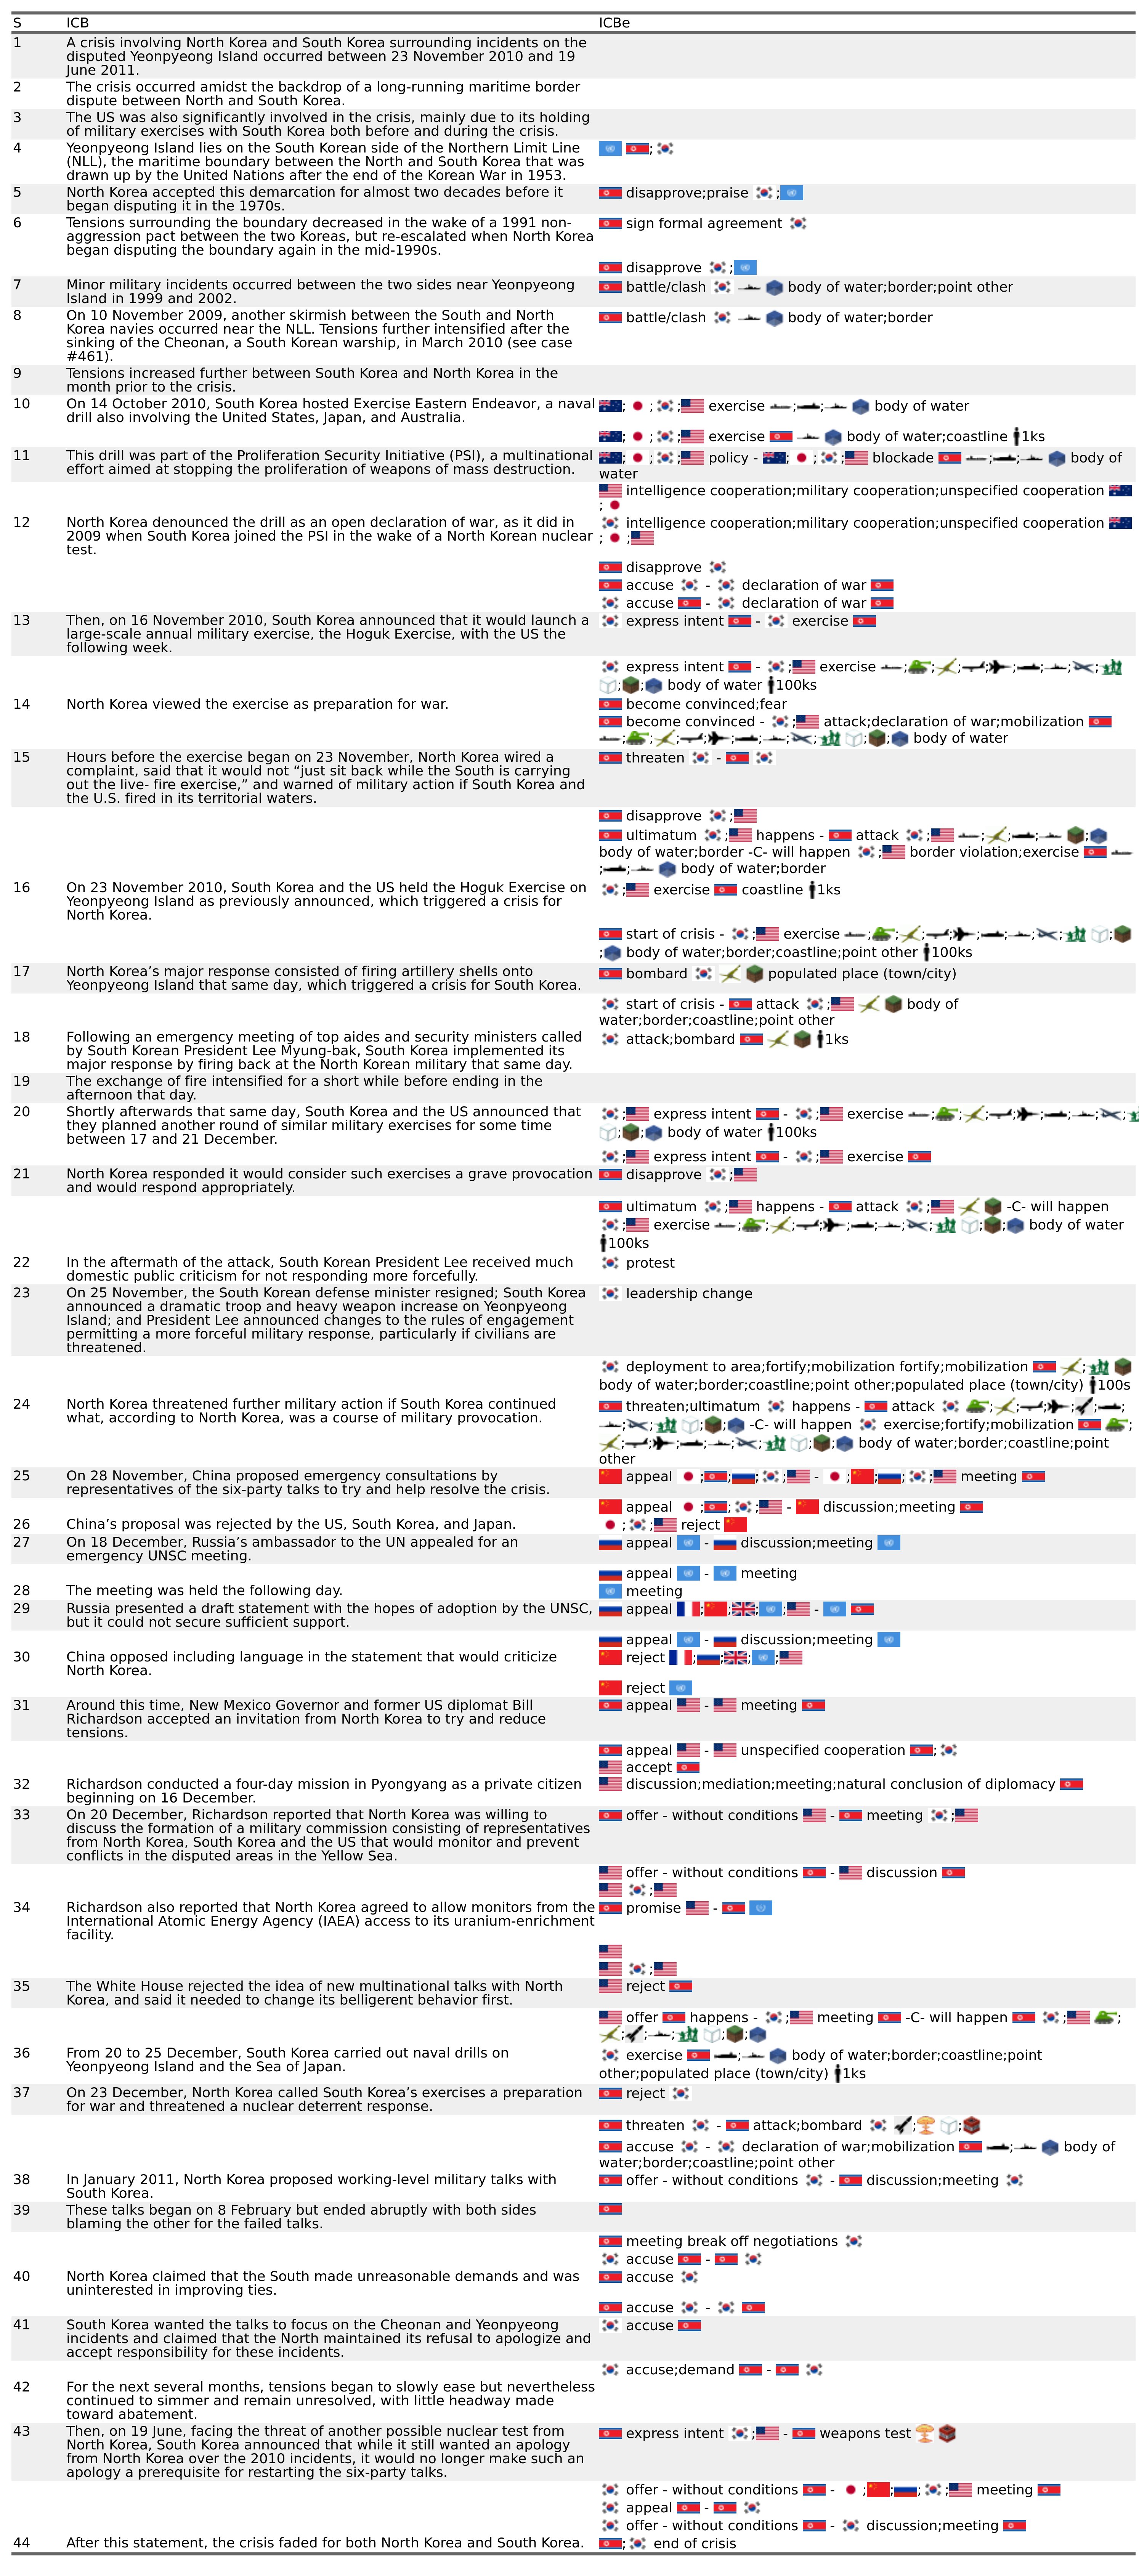 S ICB ICBe
1 A crisis involving North Korea and South Korea surrounding incidents on the
disputed Yeonpyeong Island occurred between 23 November 2010 and 19
June 2011.
2 The crisis occurred amidst the backdrop of a long-running maritime border
dispute between North and South Korea.
3 The US was also significantly involved in the crisis, mainly due to its holding
of military exercises with South Korea both before and during the crisis.
4 Yeonpyeong Island lies on the South Korean side of the Northern Limit Line ;
(NLL), the maritime boundary between the North and South Korea that was
drawn up by the United Nations after the end of the Korean War in 1953.
5 North Korea accepted this demarcation for almost two decades before it disapprove;praise ;
began disputing it in the 1970s.
6 Tensions surrounding the boundary decreased in the wake of a 1991 non- sign formal agreement
aggression pact between the two Koreas, but re-escalated when North Korea
began disputing the boundary again in the mid-1990s.
disapprove ;
7 Minor military incidents occurred between the two sides near Yeonpyeong battle/clash body of water;border;point other
Island in 1999 and 2002.
8 On 10 November 2009, another skirmish between the South and North battle/clash body of water;border
Korea navies occurred near the NLL. Tensions further intensified after the
sinking of the Cheonan, a South Korean warship, in March 2010 (see case
#461).
9 Tensions increased further between South Korea and North Korea in the
month prior to the crisis.
10 On 14 October 2010, South Korea hosted Exercise Eastern Endeavor, a naval ; ; ; exercise ; ; body of water
drill also involving the United States, Japan, and Australia.
; ; ; exercise body of water;coastline 1ks
11 This drill was part of the Proliferation Security Initiative (PSI), a multinational ; ; ; policy - ; ; ; blockade ; ; body of
effort aimed at stopping the proliferation of weapons of mass destruction. water
intelligence cooperation;military cooperation;unspecified cooperation
;
12 North Korea denounced the drill as an open declaration of war, as it did in intelligence cooperation;military cooperation;unspecified cooperation
2009 when South Korea joined the PSI in the wake of a North Korean nuclear ; ;
test.
disapprove
accuse - declaration of war
accuse - declaration of war
13 Then, on 16 November 2010, South Korea announced that it would launch a express intent - exercise
large-scale annual military exercise, the Hoguk Exercise, with the US the
following week.
express intent - ; exercise ; ; ; ; ; ; ; ;
; ; body of water 100ks
14 North Korea viewed the exercise as preparation for war. become convinced;fear
become convinced - ; attack;declaration of war;mobilization
; ; ; ; ; ; ; ; ; ; body of water
15 Hours before the exercise began on 23 November, North Korea wired a threaten -
complaint, said that it would not “just sit back while the South is carrying
out the live- fire exercise,” and warned of military action if South Korea and
the U.S. fired in its territorial waters.
disapprove ;
ultimatum ; happens - attack ; ; ; ; ;
body of water;border -C- will happen ; border violation;exercise
; ; body of water;border
16 On 23 November 2010, South Korea and the US held the Hoguk Exercise on ; exercise coastline 1ks
Yeonpyeong Island as previously announced, which triggered a crisis for
North Korea.
start of crisis - ; exercise ; ; ; ; ; ; ; ; ;
; body of water;border;coastline;point other 100ks
17 North Korea’s major response consisted of firing artillery shells onto bombard populated place (town/city)
Yeonpyeong Island that same day, which triggered a crisis for South Korea.
start of crisis - attack ; body of
water;border;coastline;point other
18 Following an emergency meeting of top aides and security ministers called attack;bombard 1ks
by South Korean President Lee Myung-bak, South Korea implemented its
major response by firing back at the North Korean military that same day.
19 The exchange of fire intensified for a short while before ending in the
afternoon that day.
20 Shortly afterwards that same day, South Korea and the US announced that ; express intent - ; exercise ; ; ; ; ; ; ; ;
they planned another round of similar military exercises for some time ; ; body of water 100ks
between 17 and 21 December.
; express intent - ; exercise
21 North Korea responded it would consider such exercises a grave provocation disapprove ;
and would respond appropriately.
ultimatum ; happens - attack ; -C- will happen
; exercise ; ; ; ; ; ; ; ; ; ; body of water
100ks
22 In the aftermath of the attack, South Korean President Lee received much protest
domestic public criticism for not responding more forcefully.
23 On 25 November, the South Korean defense minister resigned; South Korea leadership change
announced a dramatic troop and heavy weapon increase on Yeonpyeong
Island; and President Lee announced changes to the rules of engagement
permitting a more forceful military response, particularly if civilians are
threatened.
deployment to area;fortify;mobilization fortify;mobilization ;
body of water;border;coastline;point other;populated place (town/city) 100s
24 North Korea threatened further military action if South Korea continued threaten;ultimatum happens - attack ; ; ; ; ; ;
what, according to North Korea, was a course of military provocation. ; ; ; ; -C- will happen exercise;fortify;mobilization ;
; ; ; ; ; ; ; ; body of water;border;coastline;point
other
25 On 28 November, China proposed emergency consultations by appeal ; ; ; ; - ; ; ; ; meeting
representatives of the six-party talks to try and help resolve the crisis.
appeal ; ; ; - discussion;meeting
26 China’s proposal was rejected by the US, South Korea, and Japan. ; ; reject
27 On 18 December, Russia’s ambassador to the UN appealed for an appeal - discussion;meeting
emergency UNSC meeting.
appeal - meeting
28 The meeting was held the following day. meeting
29 Russia presented a draft statement with the hopes of adoption by the UNSC, appeal ; ; ; ; -
but it could not secure sufficient support.
appeal - discussion;meeting
30 China opposed including language in the statement that would criticize reject ; ; ; ;
North Korea.
reject
31 Around this time, New Mexico Governor and former US diplomat Bill appeal - meeting
Richardson accepted an invitation from North Korea to try and reduce
tensions.
appeal - unspecified cooperation ;
accept
32 Richardson conducted a four-day mission in Pyongyang as a private citizen discussion;mediation;meeting;natural conclusion of diplomacy
beginning on 16 December.
33 On 20 December, Richardson reported that North Korea was willing to offer - without conditions - meeting ;
discuss the formation of a military commission consisting of representatives
from North Korea, South Korea and the US that would monitor and prevent
conflicts in the disputed areas in the Yellow Sea.
offer - without conditions - discussion
;
34 Richardson also reported that North Korea agreed to allow monitors from the promise -
International Atomic Energy Agency (IAEA) access to its uranium-enrichment
facility.
;
35 The White House rejected the idea of new multinational talks with North reject
Korea, and said it needed to change its belligerent behavior first.
offer happens - ; meeting -C- will happen ; ;
; ; ; ; ;
36 From 20 to 25 December, South Korea carried out naval drills on exercise ; body of water;border;coastline;point
Yeonpyeong Island and the Sea of Japan. other;populated place (town/city) 1ks
37 On 23 December, North Korea called South Korea’s exercises a preparation reject
for war and threatened a nuclear deterrent response.
threaten - attack;bombard ; ;
accuse - declaration of war;mobilization ; body of
water;border;coastline;point other
38 In January 2011, North Korea proposed working-level military talks with offer - without conditions - discussion;meeting
South Korea.
39 These talks began on 8 February but ended abruptly with both sides
blaming the other for the failed talks.
meeting break off negotiations
accuse -
40 North Korea claimed that the South made unreasonable demands and was accuse
uninterested in improving ties.
accuse -
41 South Korea wanted the talks to focus on the Cheonan and Yeonpyeong accuse
incidents and claimed that the North maintained its refusal to apologize and
accept responsibility for these incidents.
accuse;demand -
42 For the next several months, tensions began to slowly ease but nevertheless
continued to simmer and remain unresolved, with little headway made
toward abatement.
43 Then, on 19 June, facing the threat of another possible nuclear test from express intent ; - weapons test
North Korea, South Korea announced that while it still wanted an apology
from North Korea over the 2010 incidents, it would no longer make such an
apology a prerequisite for restarting the six-party talks.
offer - without conditions - ; ; ; ; meeting
appeal -
offer - without conditions - discussion;meeting
44 After this statement, the crisis faded for both North Korea and South Korea. ; end of crisis